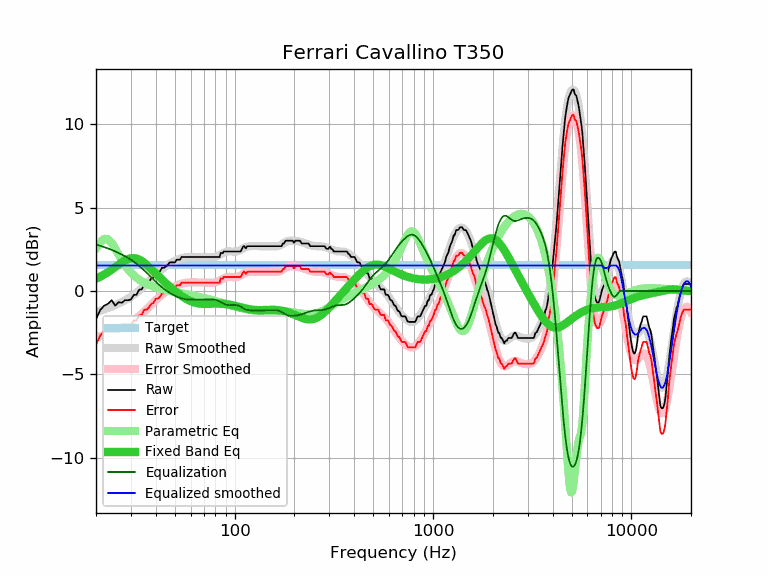 Ferrari Cavallino T350
Amplitude (dBr)
10
5
0
−5
−10
Target
Raw Smoothed
Error Smoothed
Raw
Error
Parametric Eq
Fixed Band Eq
Equalization
Equalized smoothed
100
1000
10000
Frequency (Hz)